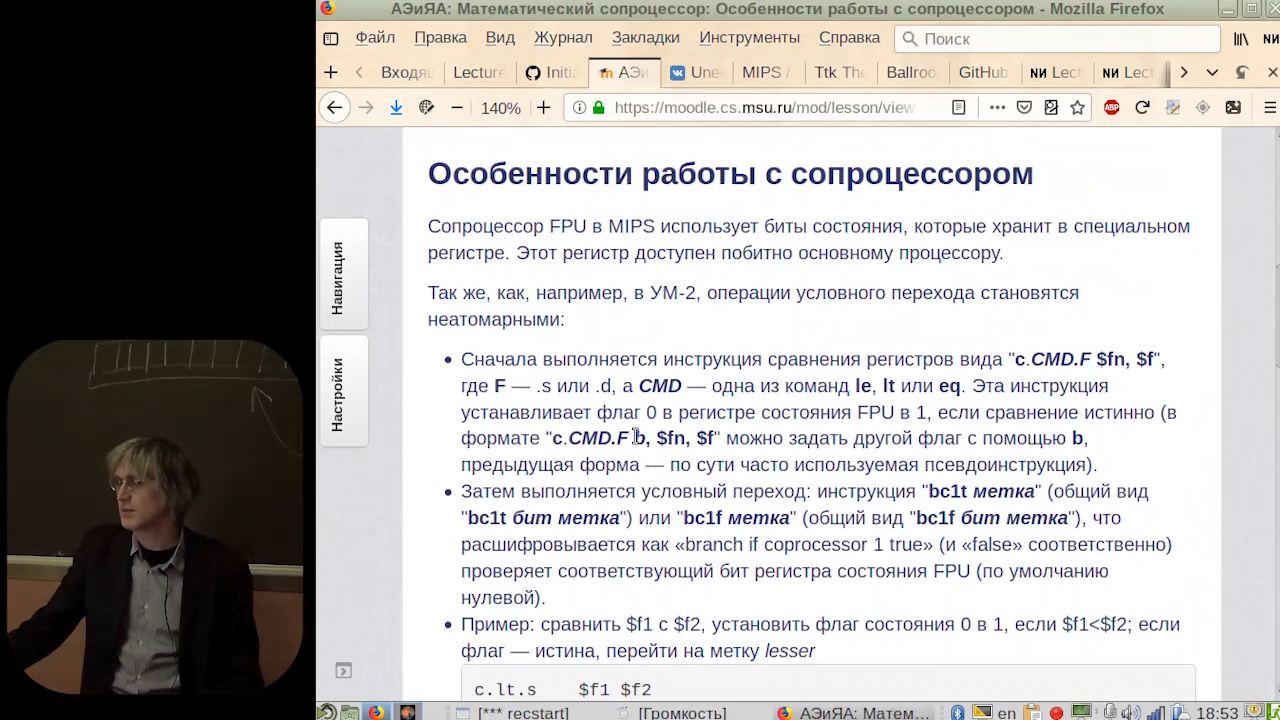 АЭиЯА: Математический сопроцессор: Особенности работы с сопроцессором - Mozilla Firefox
Файл Правка Вид Журнал Закладки Инструменты Справка Поиск
Входящ Lecture Initia АЭи Une MIPS / Ttk The Ballroo GitHub Lect Lect
140% https://moodle.cs.msu.ru/mod/lesson/view
Особенности работы с сопроцессором
Сопроцессор FPU в MIPS использует биты состояния, которые хранит в специальном
регистре. Этот регистр доступен побитно основному процессору.
Так же, как, например, в УМ-2, операции условного перехода становятся
неатомарными:
Навигация
Настройки
• Сначала выполняется инструкция сравнения регистров вида "c.CMD.F $fn, $f",
где F — .s или .d, а CMD — одна из команд le, lt или eq. Эта инструкция
устанавливает флаг 0 в регистре состояния FPU в 1, если сравнение истинно (в
формате "c.CMD.F b, $fn, $f" можно задать другой флаг с помощью b,
предыдущая форма — по сути часто используемая псевдоинструкция).
• Затем выполняется условный переход: инструкция "bc1t метка" (общий вид
"bc1t бит метка") или "bc1f метка" (общий вид "bc1f бит метка"), что
расшифровывается как «branch if coprocessor 1 true» (и «false» соответственно)
проверяет соответствующий бит регистра состояния FPU (по умолчанию
нулевой).
• Пример: сравнить $f1 с $f2, установить флаг состояния 0 в 1, если $f1<$f2; если
флаг — истина, перейти на метку lesser
c.lt.s $f1 $f2
[*** recstart] [Громкость] АЭиЯА: Матем... en 18:53